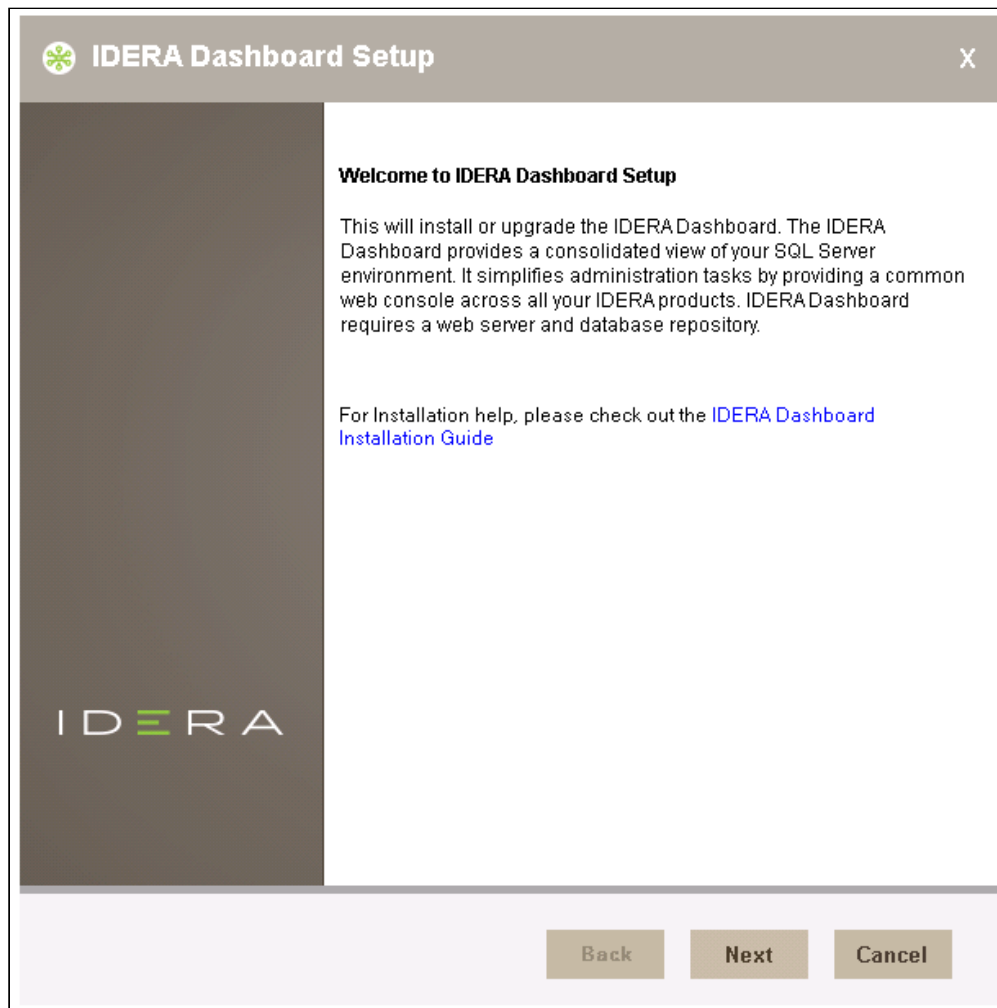 IDERA Dashboard Setup
X
Welcome to IDERA Dashboard Setup
This will install or upgrade the IDERA Dashboard. The IDERA
Dashboard provides a consolidated view of your SQL Server
environment. It simplifies administration tasks by providing a common
web console across all your IDERA products. IDERA Dashboard
requires a web server and database repository.
For Installation help, please check out the IDERA Dashboard
Installation Guide
IDERA
Back
Next
Cancel